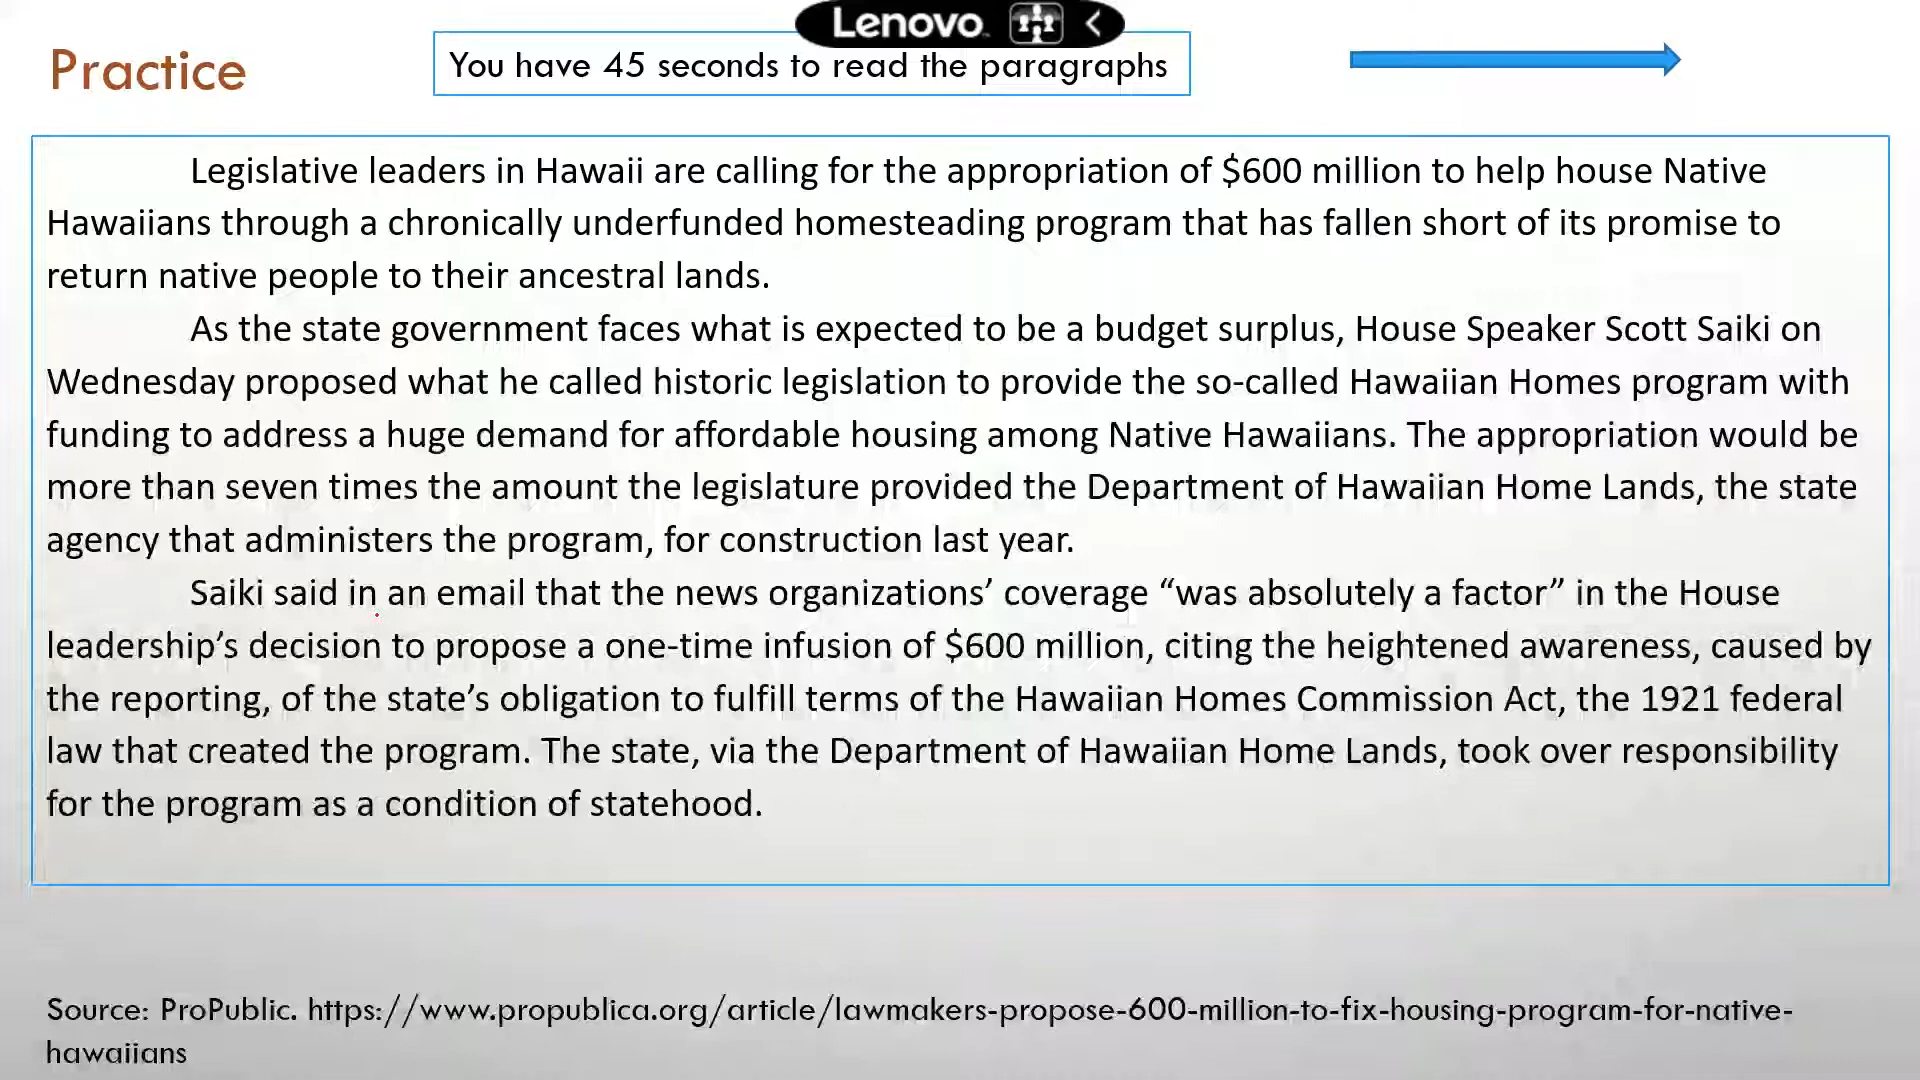 Lenovo
Practice
You have 45 seconds to read the paragraphs
Legislative leaders in Hawaii are calling for the appropriation of $600 million to help house Native
Hawaiians through a chronically underfunded homesteading program that has fallen short of its promise to
return native people to their ancestral lands.
As the state government faces what is expected to be a budget surplus, House Speaker Scott Saiki on
Wednesday proposed what he called historic legislation to provide the so-called Hawaiian Homes program with
funding to address a huge demand for affordable housing among Native Hawaiians. The appropriation would be
more than seven times the amount the legislature provided the Department of Hawaiian Home Lands, the state
agency that administers the program, for construction last year.
Saiki said in an email that the news organizations’ coverage “was absolutely a factor” in the House
leadership’s decision to propose a one-time infusion of $600 million, citing the heightened awareness, caused by
the reporting, of the state’s obligation to fulfill terms of the Hawaiian Homes Commission Act, the 1921 federal
law that created the program. The state, via the Department of Hawaiian Home Lands, took over responsibility
for the program as a condition of statehood.
Source: ProPublic. https://www.propublica.org/article/lawmakers-propose-600-million-to-fix-housing-program-for-native-
hawaiians